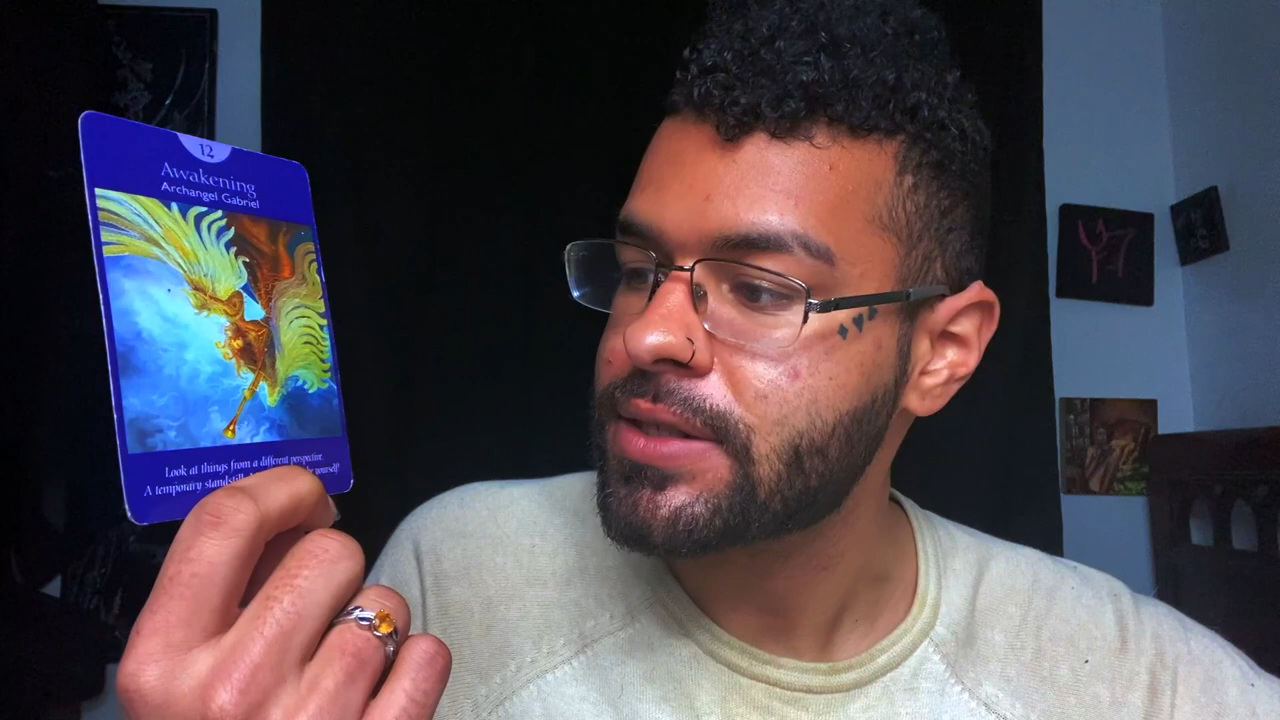 12
Awakening
Archangel Gabriel
Look at things from a different perspective.
A temporary standstill yourself!